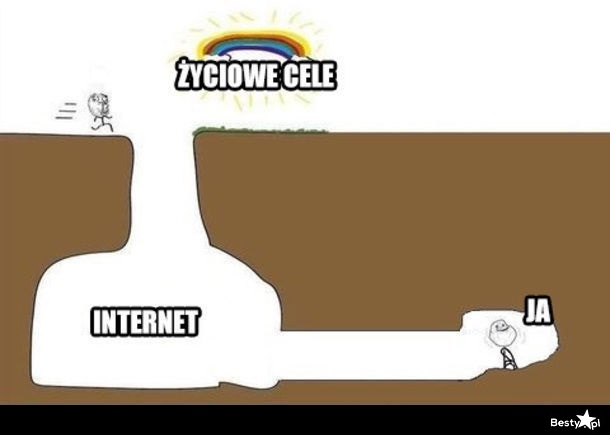 ŻYCIOWE CELE
INTERNET
JA
Besty.pl